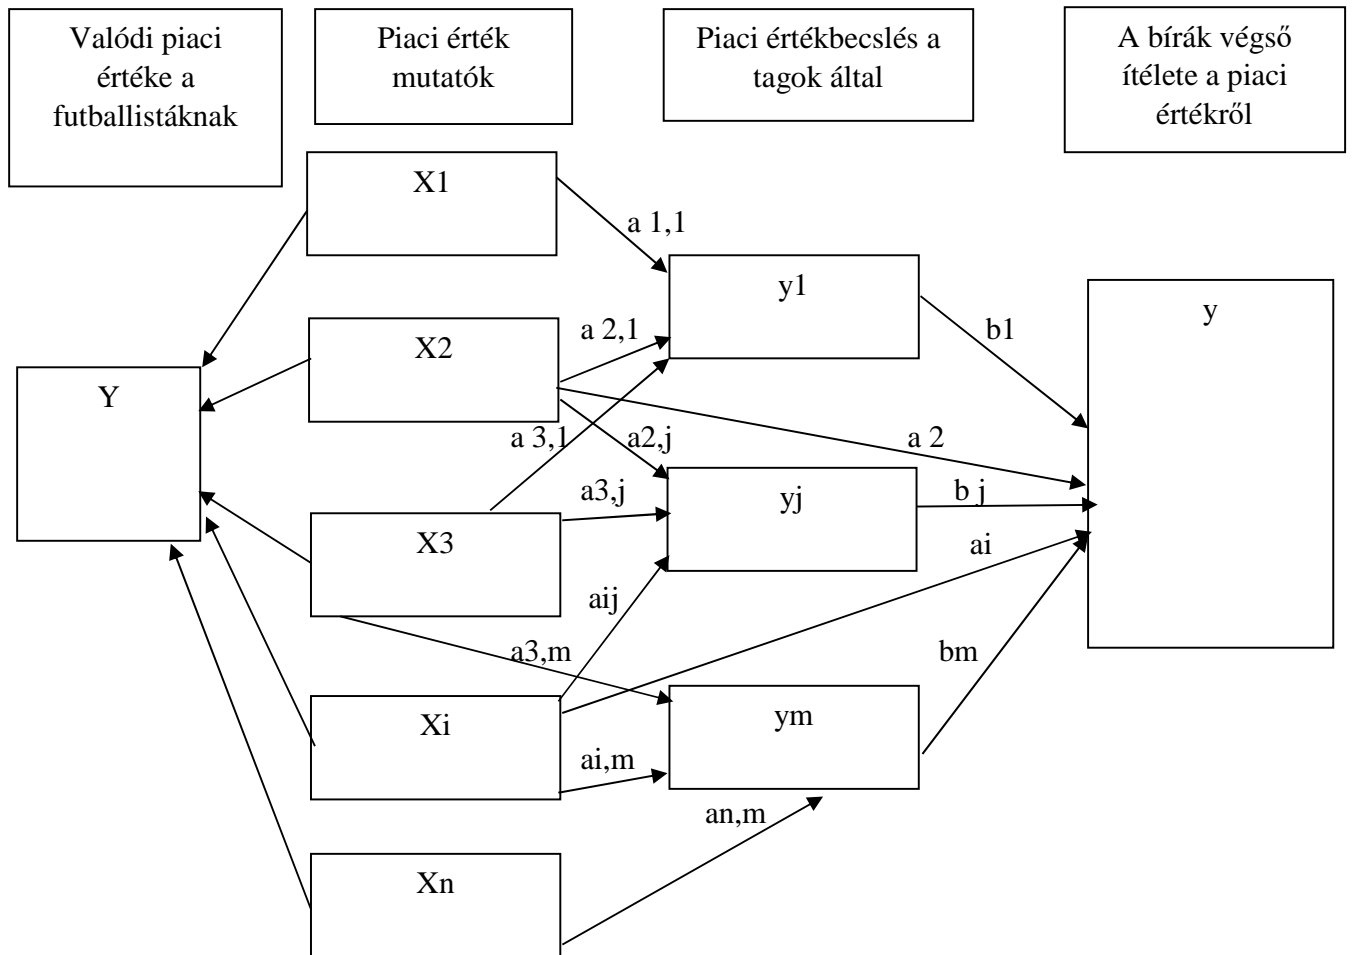 Valódi piaci
értéke a
futballistáknak
Piaci érték
mutatók
Piaci értékbecslés a
tagok által
A bírák végső
ítélete a piaci
értékről
X1
a 1,1
y1
y
b1
X2
a 2,1
Y
a 3,1
a2,j
a 2
a3,j
yj
b j
X3
ai
aij
a3,m
bm
Xi
ym
ai,m
an,m
Xn